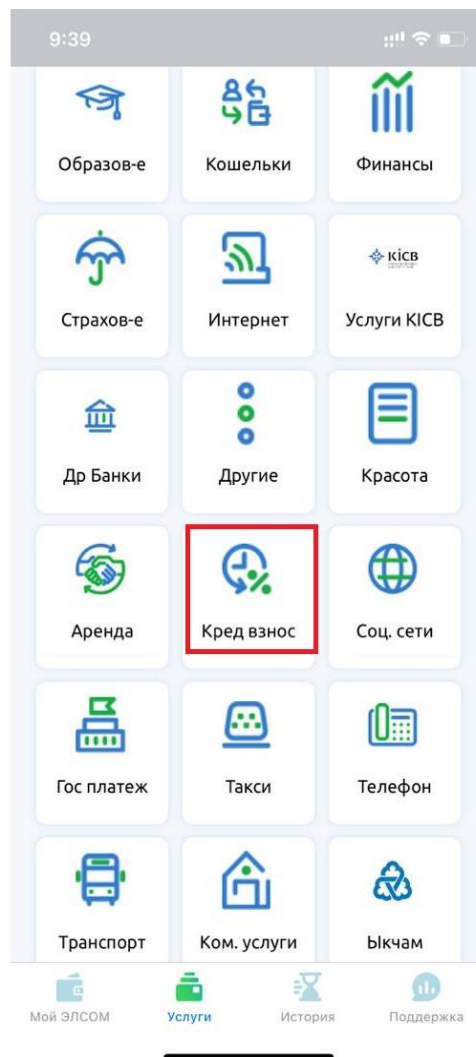 9:39
Образов-е
Кошельки
Финансы
Страхов-е
Интернет
KICB
Услуги KICB
Др Банки
Другие
Красота
Аренда
Кред взнос
Соц. сети
Гос платеж
Такси
Телефон
Транспорт
Ком. услуги
Ыкчам
Мой ЭЛСОМ
Услуги
История
Поддержка